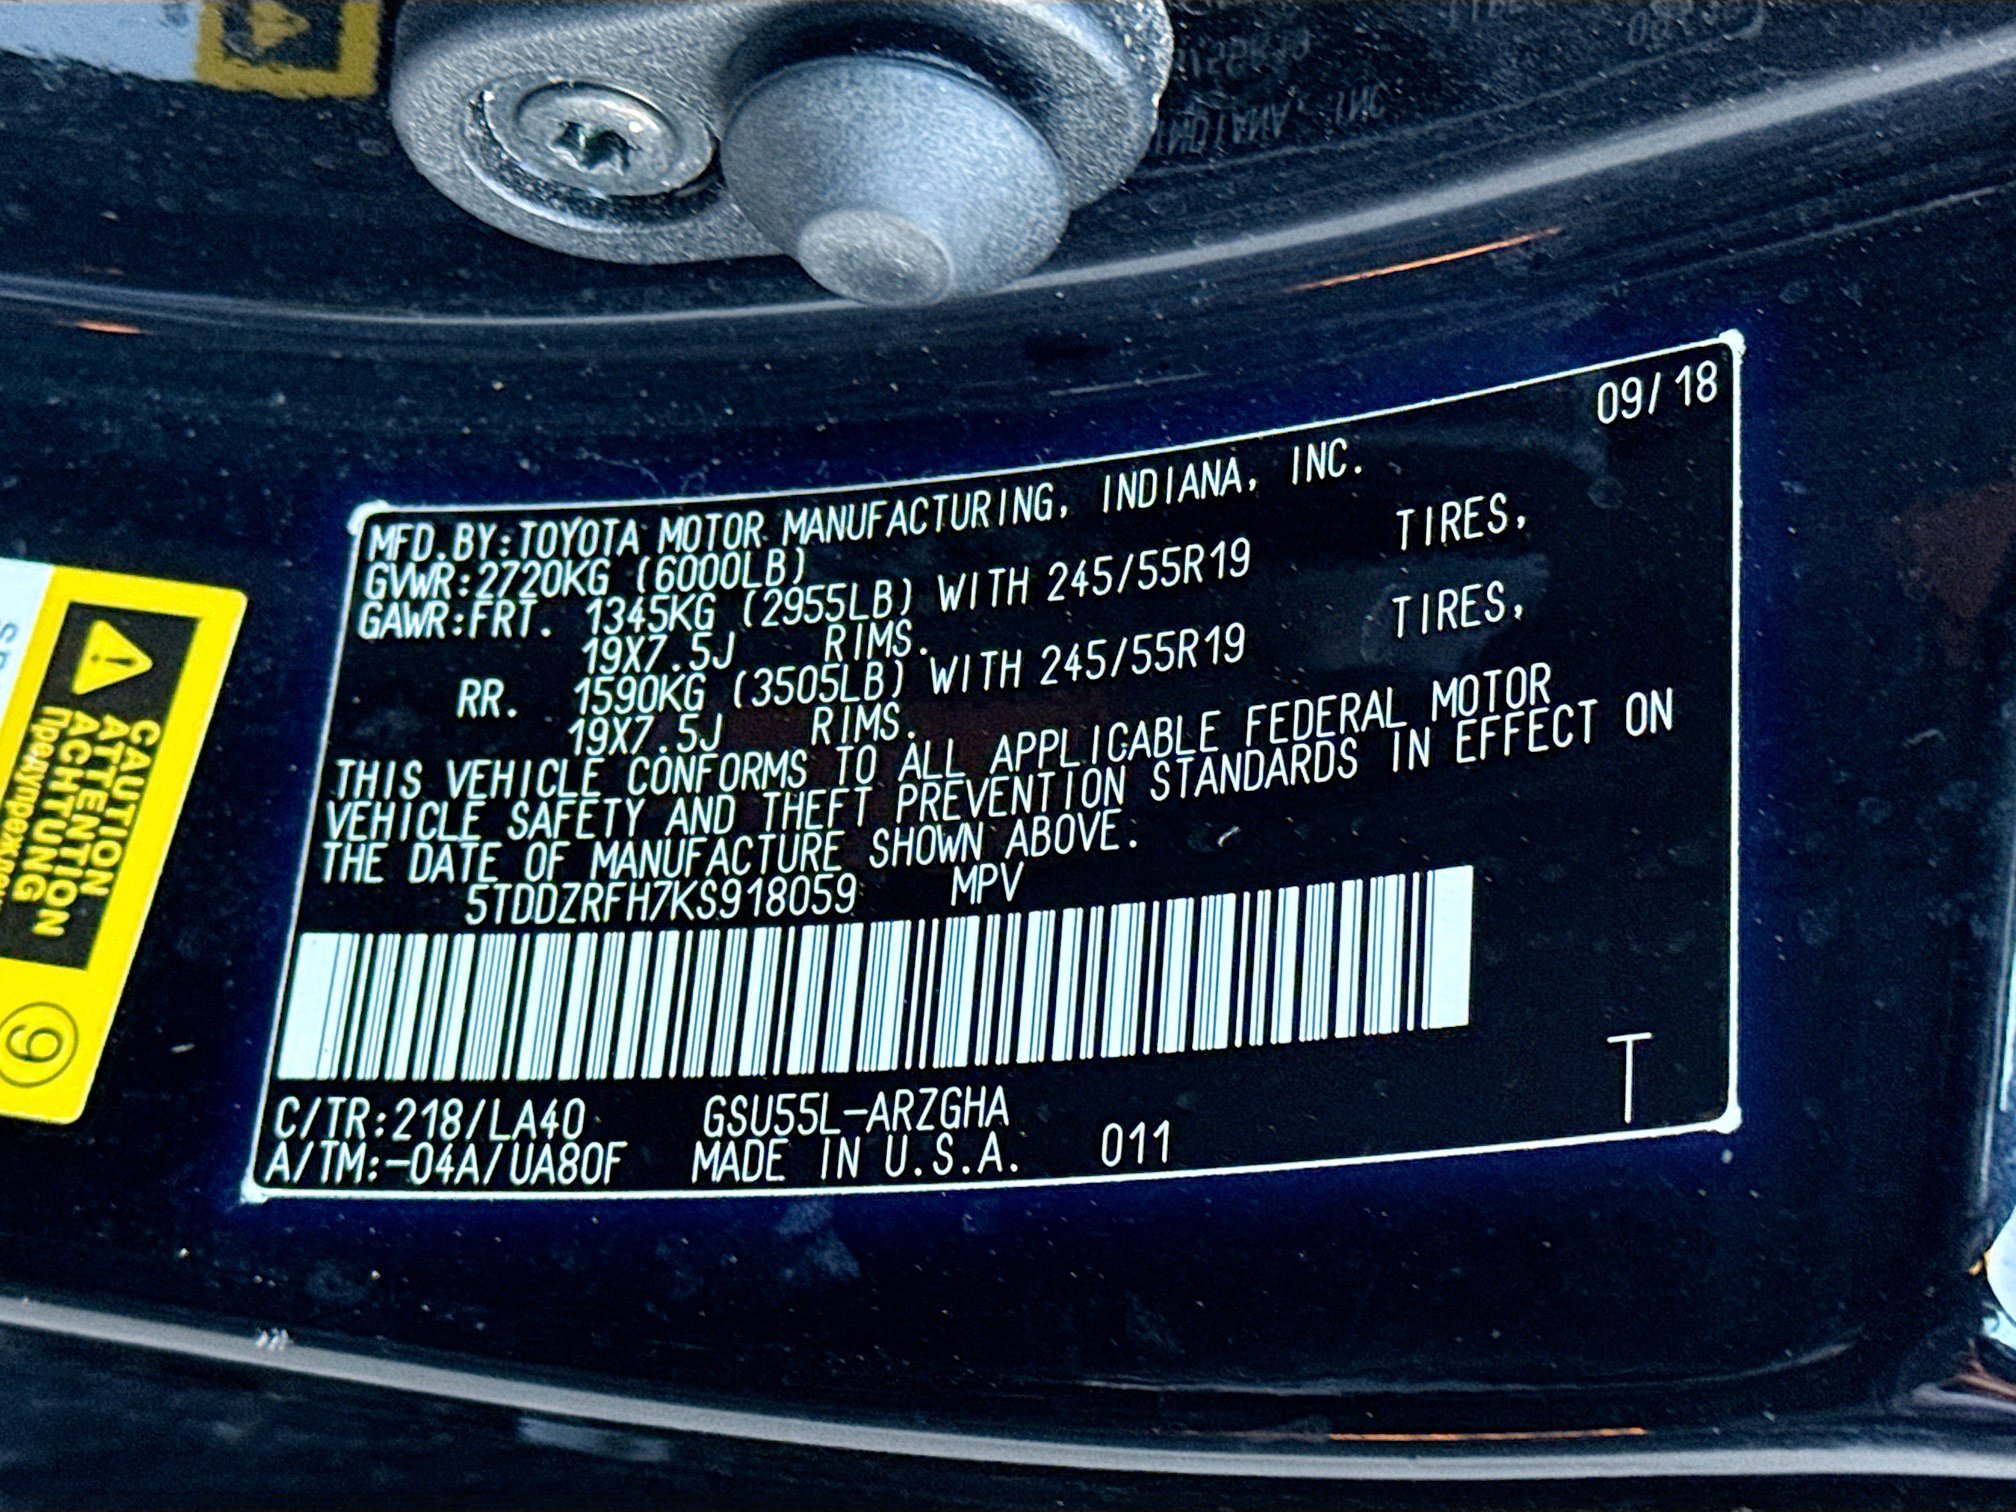 09/18
MFD.BY:TOYOTA MOTOR MANUFACTURING, INDIANA, INC.
GVWR:2720KG (6000LB)
GAWR:FRT. 1345KG (2955LB) WITH 245/55R19 TIRES,
19X7.5J RIMS.
RR. 1590KG (3505LB) WITH 245/55R19 TIRES,
19X7.5J RIMS.
THIS VEHICLE CONFORMS TO ALL APPLICABLE FEDERAL MOTOR
VEHICLE SAFETY AND THEFT PREVENTION STANDARDS IN EFFECT ON
THE DATE OF MANUFACTURE SHOWN ABOVE.
5TDDZRFH7KS918059 MPV
C/TR:218/LA40 GSU55L-ARZGHA
A/TM:-04A/UA80F MADE IN U.S.A. 011
T
CAUTION
ATTENTION
ACHTUNG
9